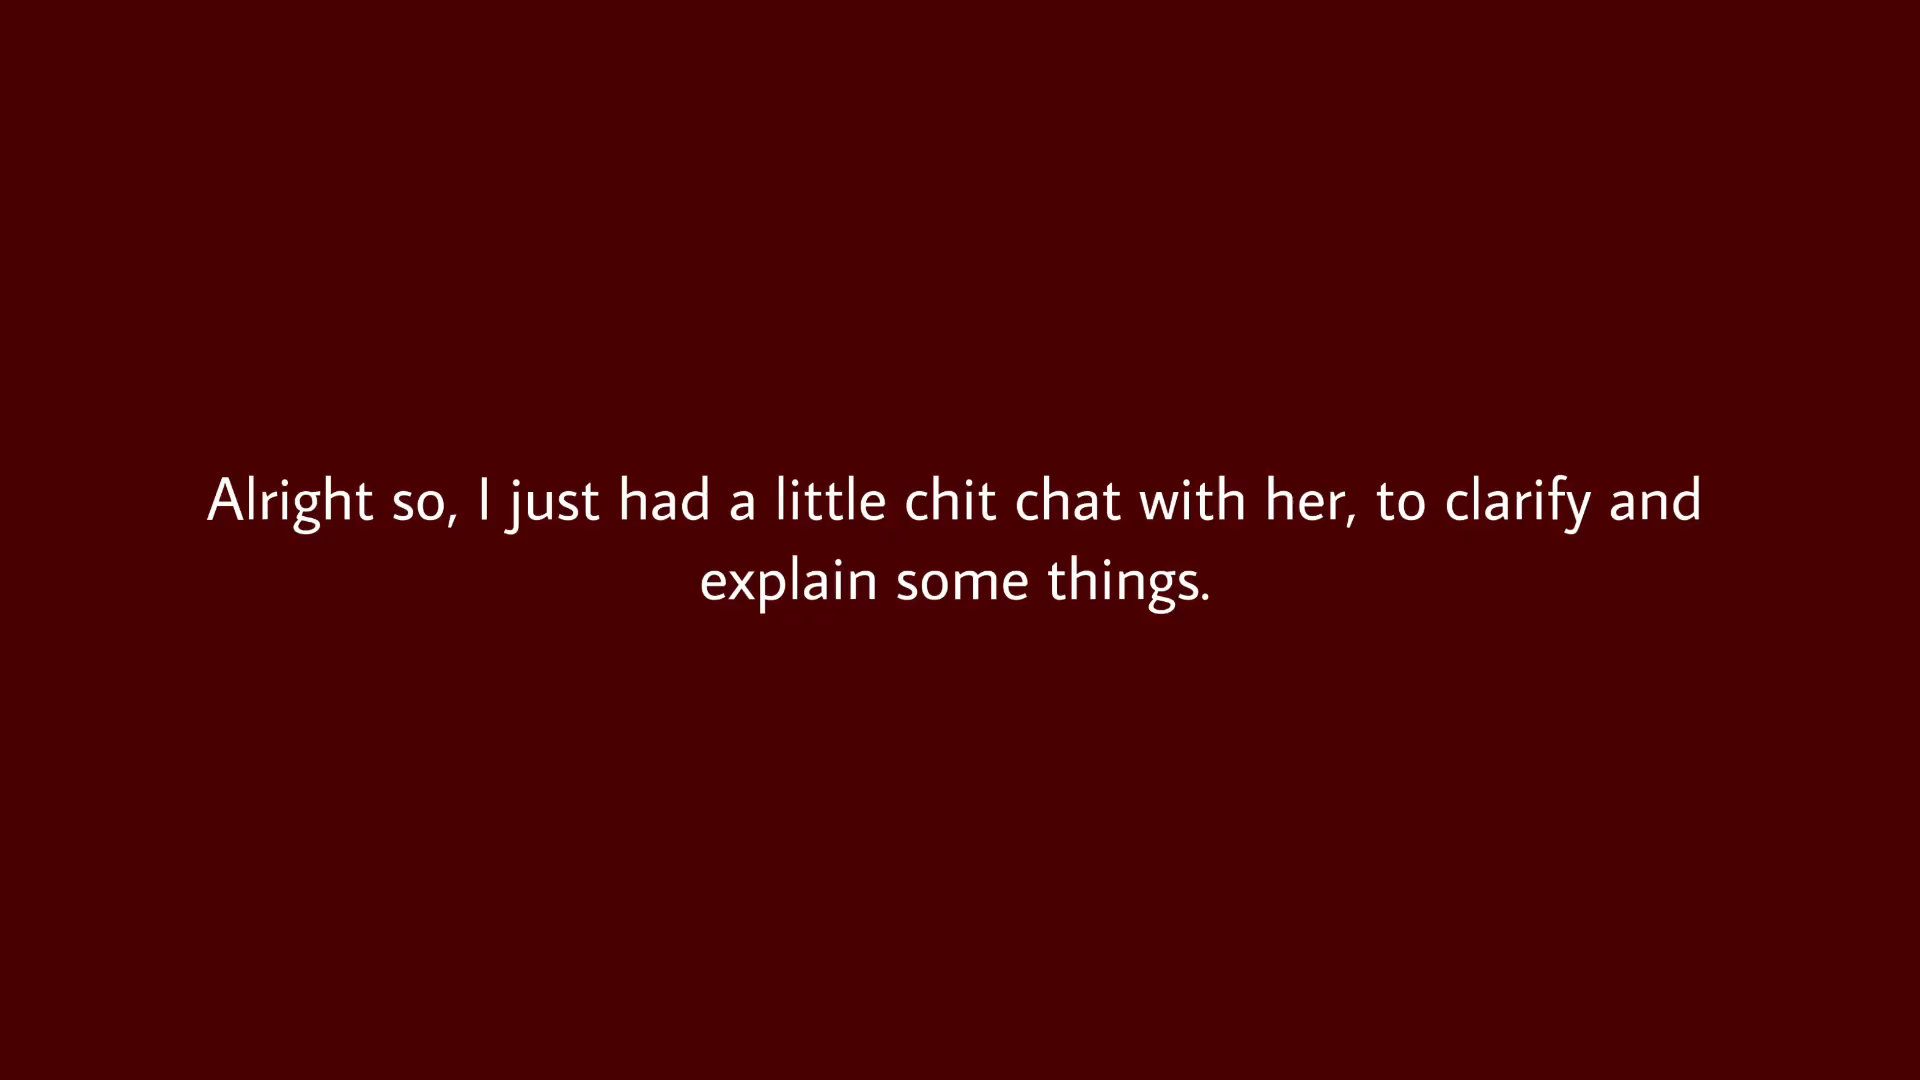 Alright so, I just had a little chit chat with her, to clarify and
explain some things.